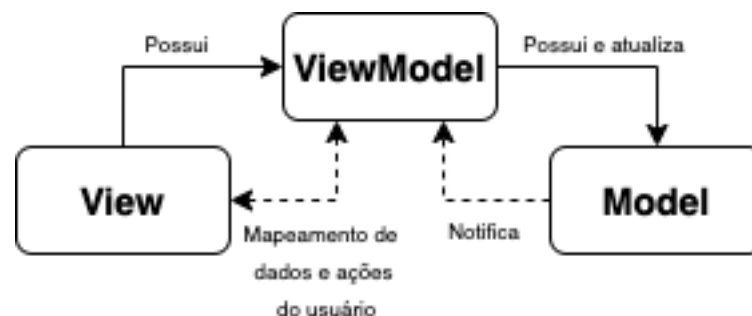 Possui
ViewModel
Possui e atualiza
View
Mapeamento de
dados e ações
do usuário
Notifica
Model